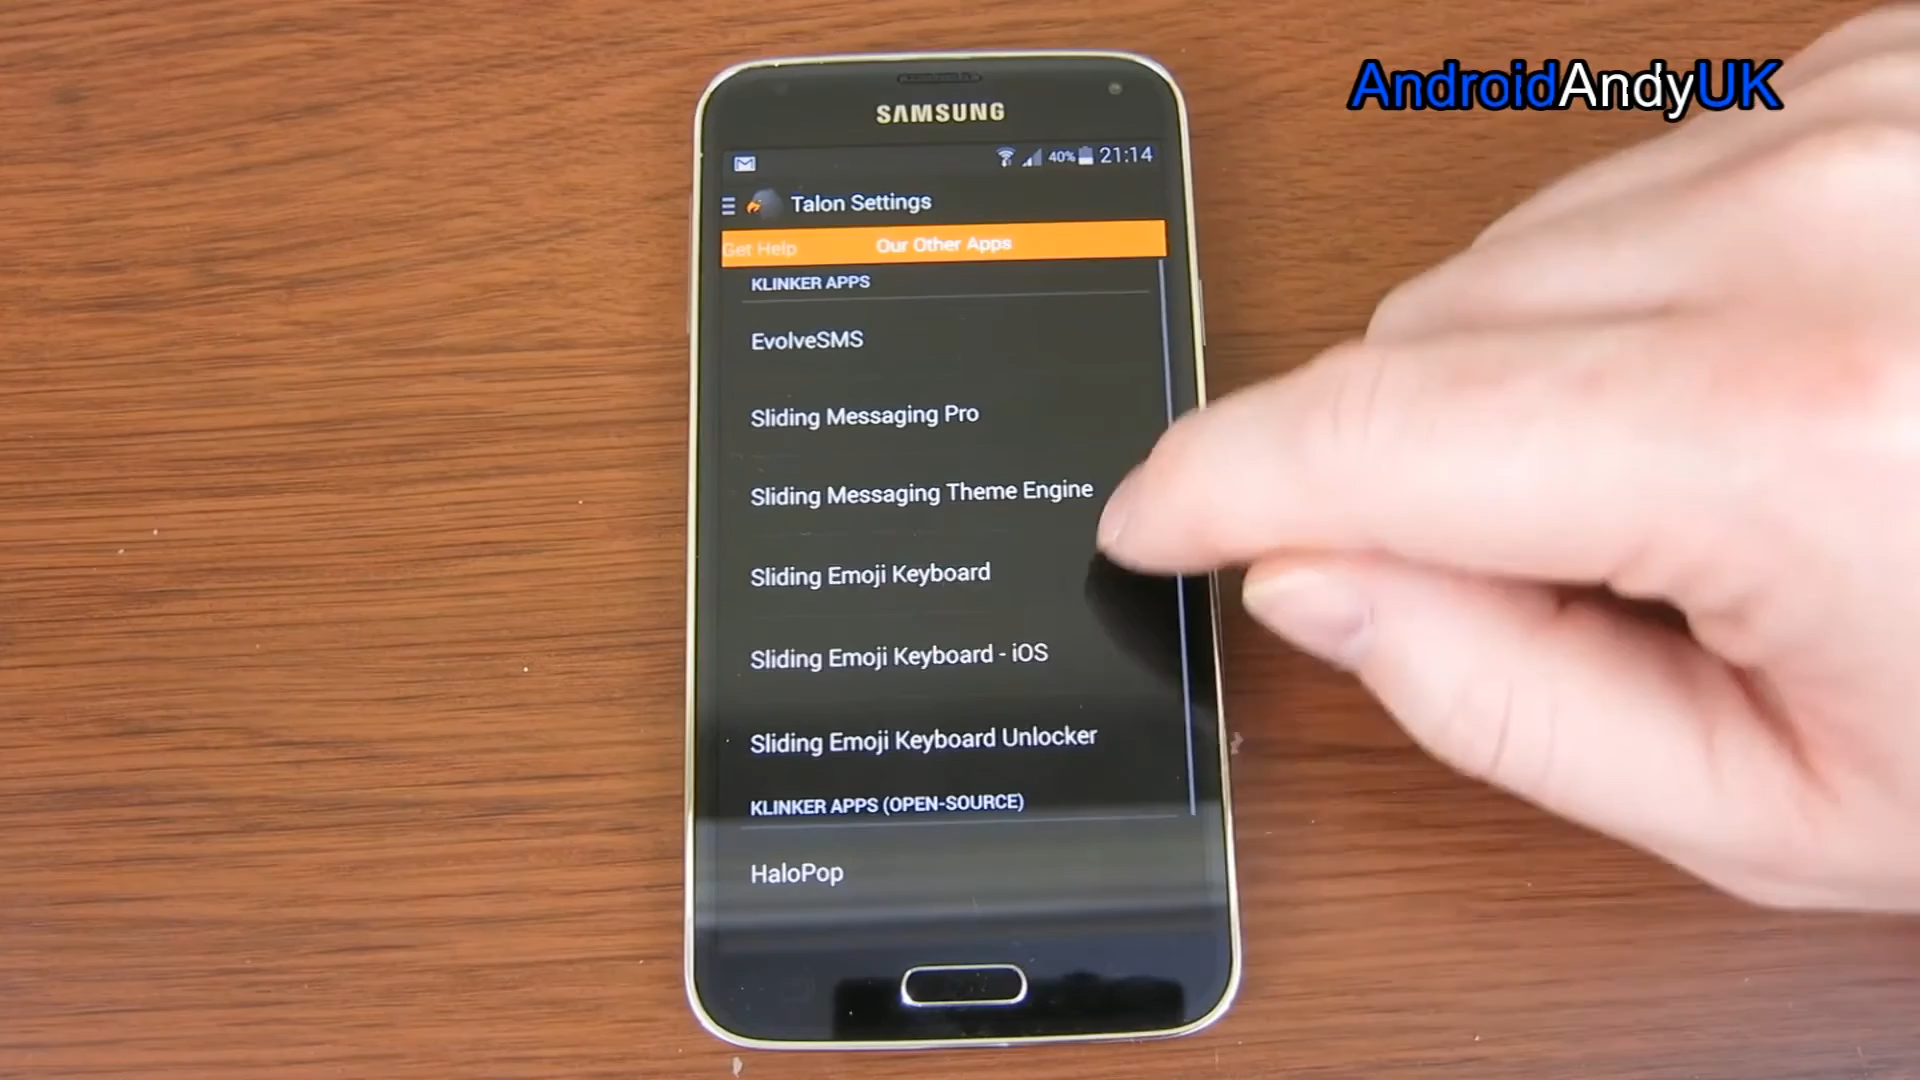 AndroidAndyUK
SAMSUNG
40% 21:14
Talon Settings
Get Help Our Other Apps
KLINKER APPS
EvolveSMS
Sliding Messaging Pro
Sliding Messaging Theme Engine
Sliding Emoji Keyboard
Sliding Emoji Keyboard - iOS
Sliding Emoji Keyboard Unlocker
KLINKER APPS (OPEN-SOURCE)
HaloPop